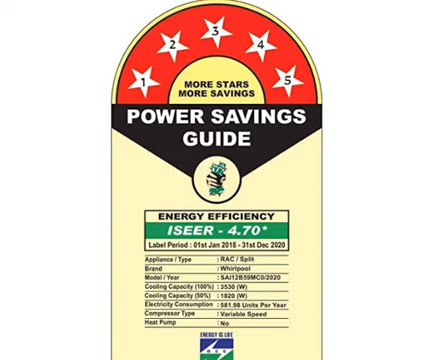 1 2 3 4 5
MORE STARS
MORE SAVINGS
POWER SAVINGS
GUIDE
ENERGY EFFICIENCY
ISEER - 4.70*
Label Period : 01st Jan 2018 - 31st Dec 2020
Appliance / Type : RAC / Split
Brand : Whirlpool
Model / Year : SAI12B59MC0/2020
Cooling Capacity (100%) : 3530 (W)
Cooling Capacity (50%) : 1820 (W)
Electricity Consumption : 581.98 Units Per Year
Compressor Type : Variable Speed
Heat Pump : No
ENERGY IS LIFE
BEE